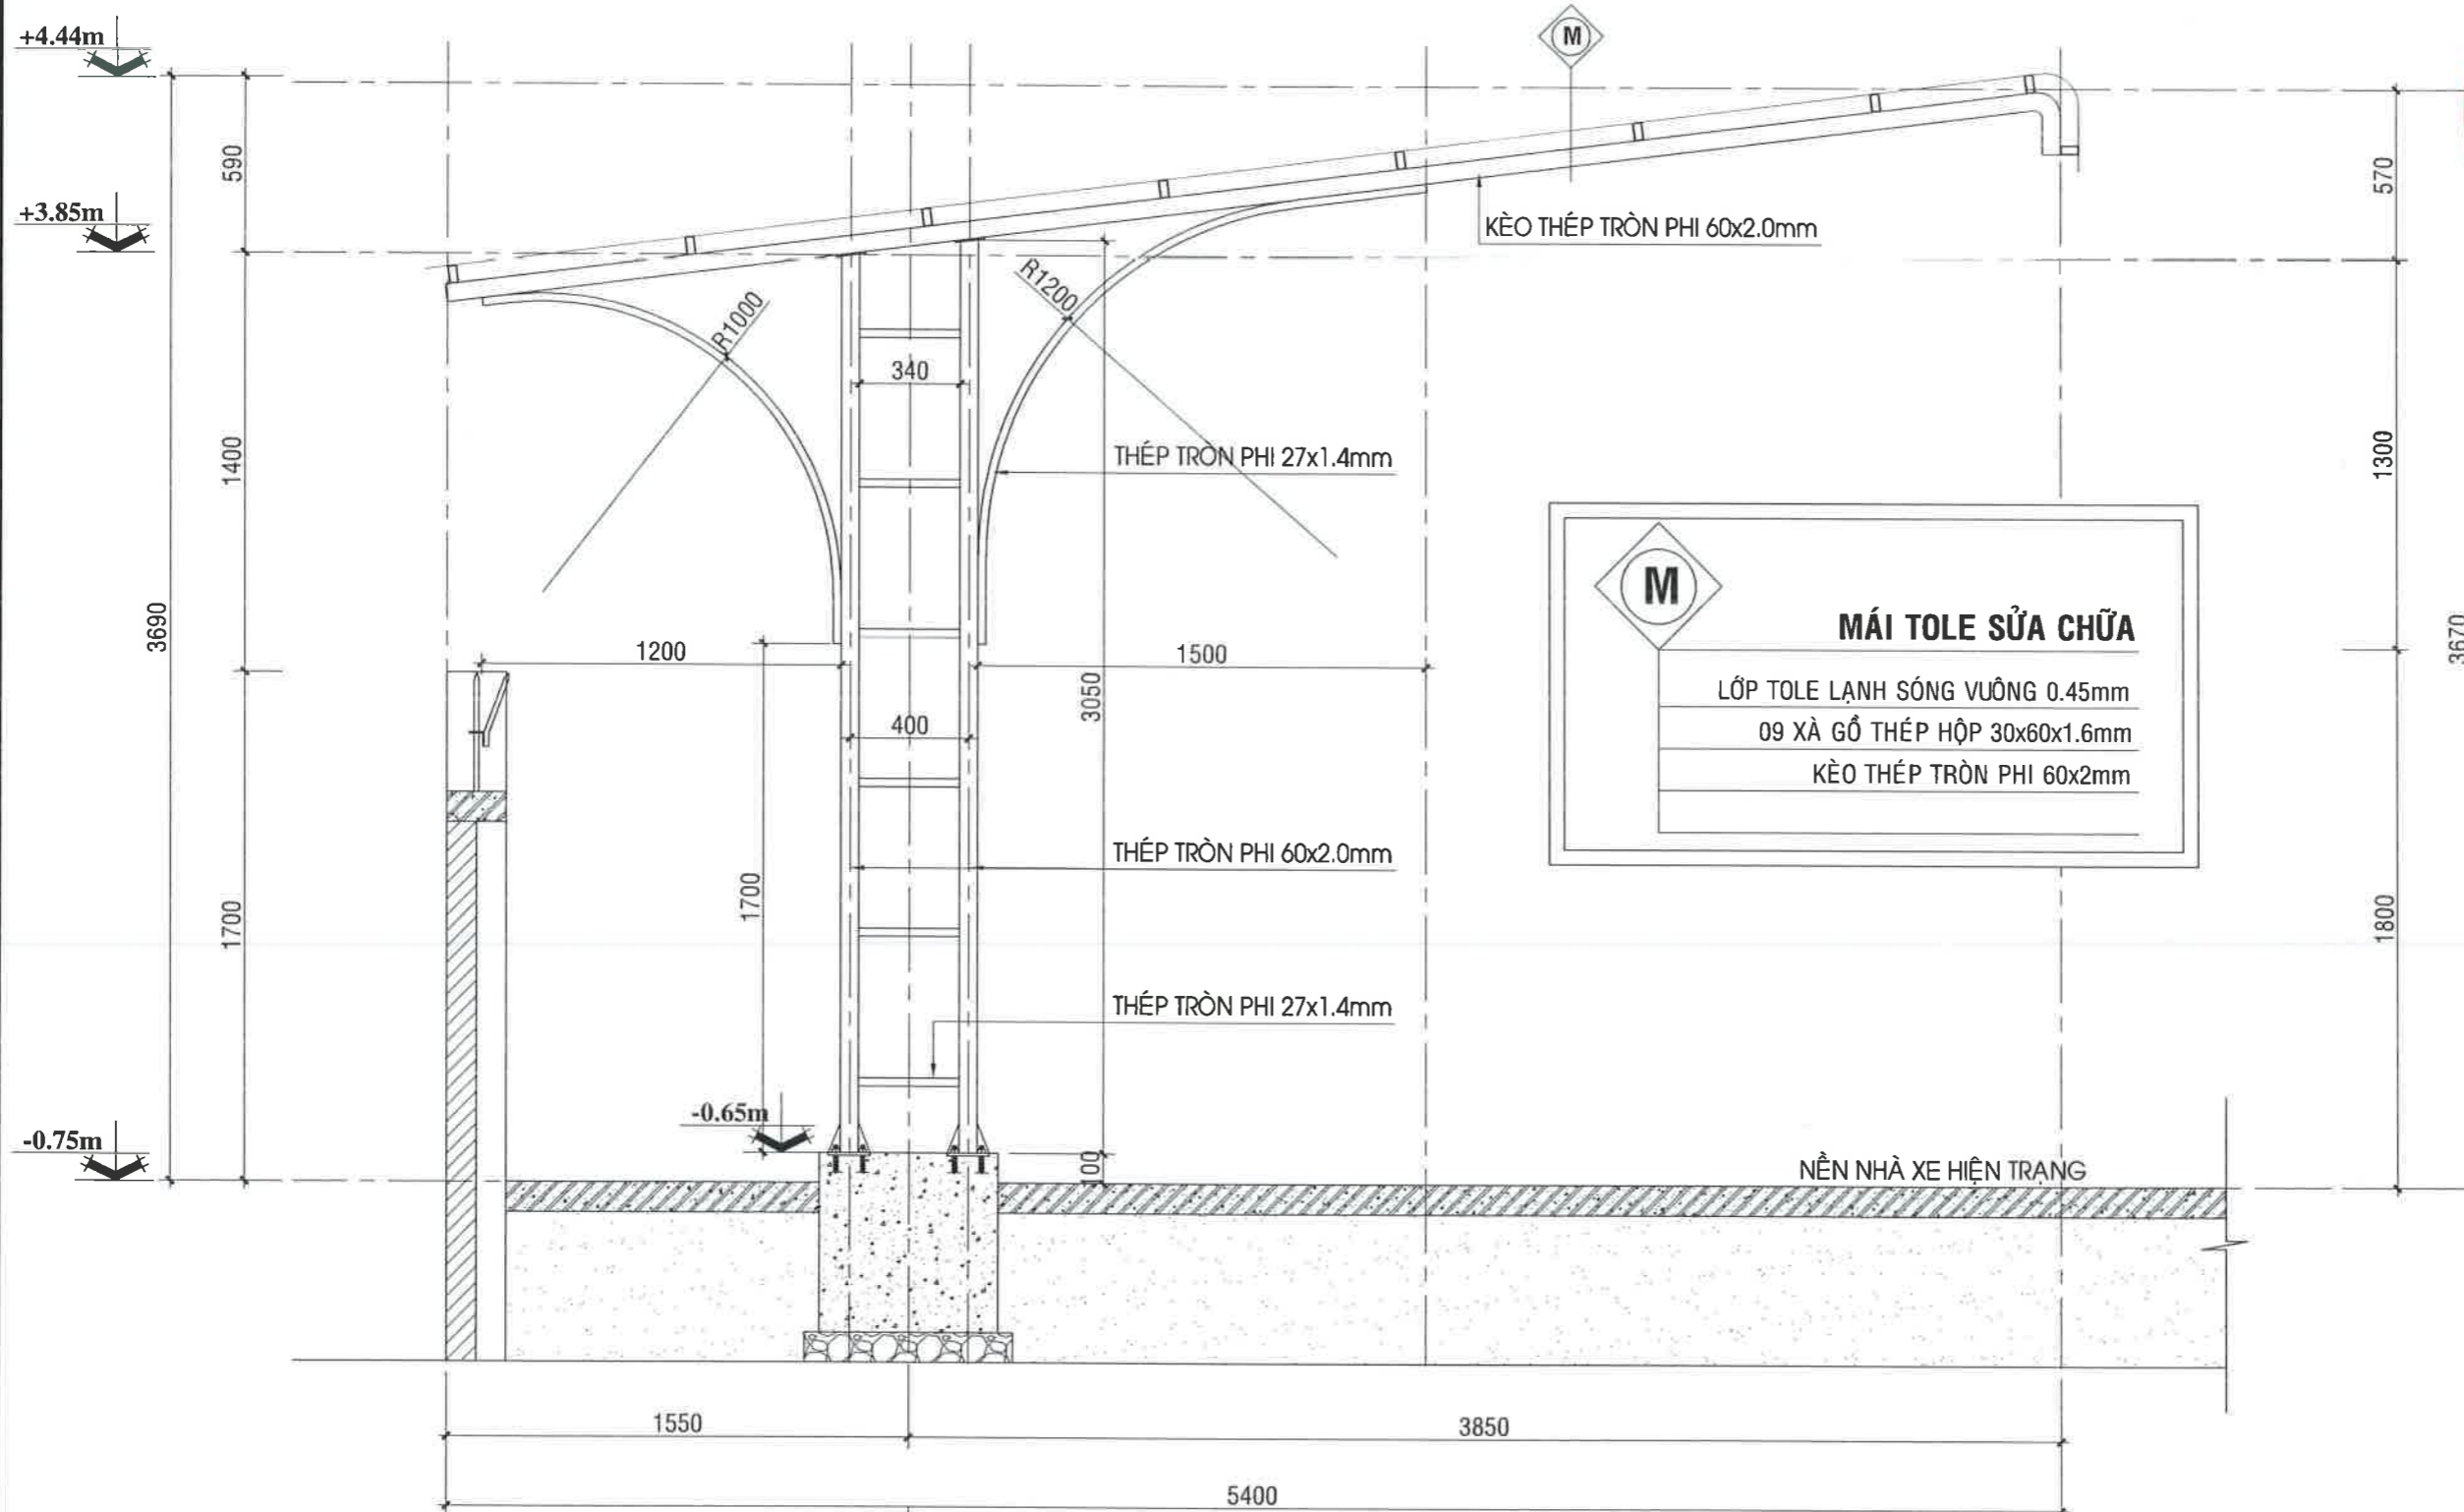 +4.44m
M
590
570
+3.85m
KÈO THÉP TRÒN PHI 60x2.0mm
R1000
R1200
340
1400
1300
THÉP TRÒN PHI 27x1.4mm
M
MÁI TOLE SỬA CHỮA
3690
3670
1200
1500
3050
LỚP TOLE LẠNH SÓNG VUÔNG 0.45mm
400
09 XÀ GỒ THÉP HỘP 30x60x1.6mm
KÈO THÉP TRÒN PHI 60x2mm
THÉP TRÒN PHI 60x2.0mm
1700
1700
1800
THÉP TRÒN PHI 27x1.4mm
-0.65m
-0.75m
100
NỀN NHÀ XE HIỆN TRẠNG
1550
3850
5400